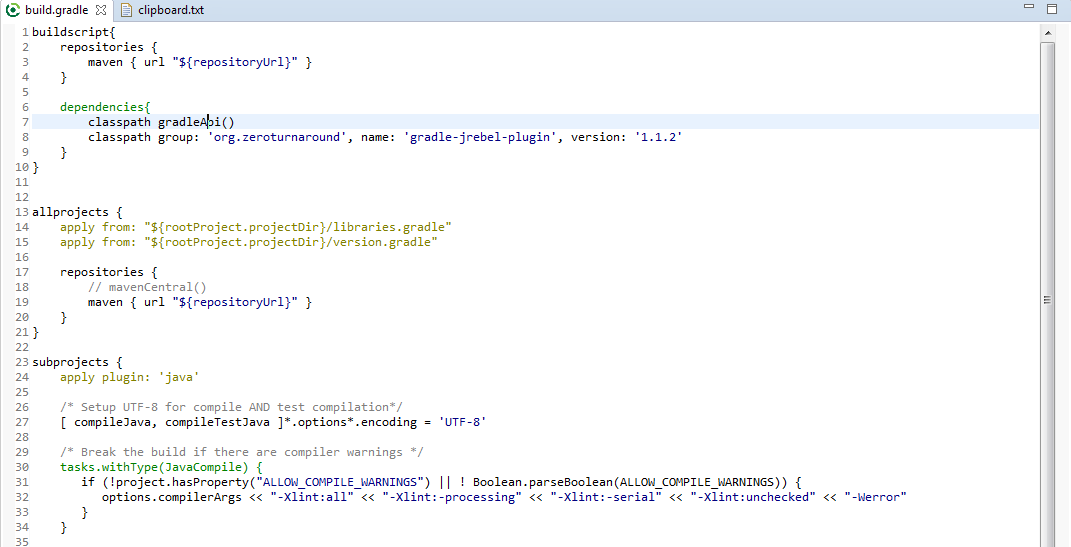 build.gradle clipboard.txt
1 buildscript{
2     repositories {
3         maven { url "${repositoryUrl}" }
4     }
5
6     dependencies{
7         classpath gradleApi()
8         classpath group: 'org.zeroturnaround', name: 'gradle-jrebel-plugin', version: '1.1.2'
9     }
10 }
11
12
13 allprojects {
14     apply from: "${rootProject.projectDir}/libraries.gradle"
15     apply from: "${rootProject.projectDir}/version.gradle"
16
17     repositories {
18         // mavenCentral()
19         maven { url "${repositoryUrl}" }
20     }
21 }
22
23 subprojects {
24     apply plugin: 'java'
25
26     /* Setup UTF-8 for compile AND test compilation*/
27     [ compileJava, compileTestJava ]*.options*.encoding = 'UTF-8'
28
29     /* Break the build if there are compiler warnings */
30     tasks.withType(JavaCompile) {
31        if (!project.hasProperty("ALLOW_COMPILE_WARNINGS") || ! Boolean.parseBoolean(ALLOW_COMPILE_WARNINGS)) {
32           options.compilerArgs << "-Xlint:all" << "-Xlint:-processing" << "-Xlint:-serial" << "-Xlint:unchecked" << "-Werror"
33        }
34     }
35